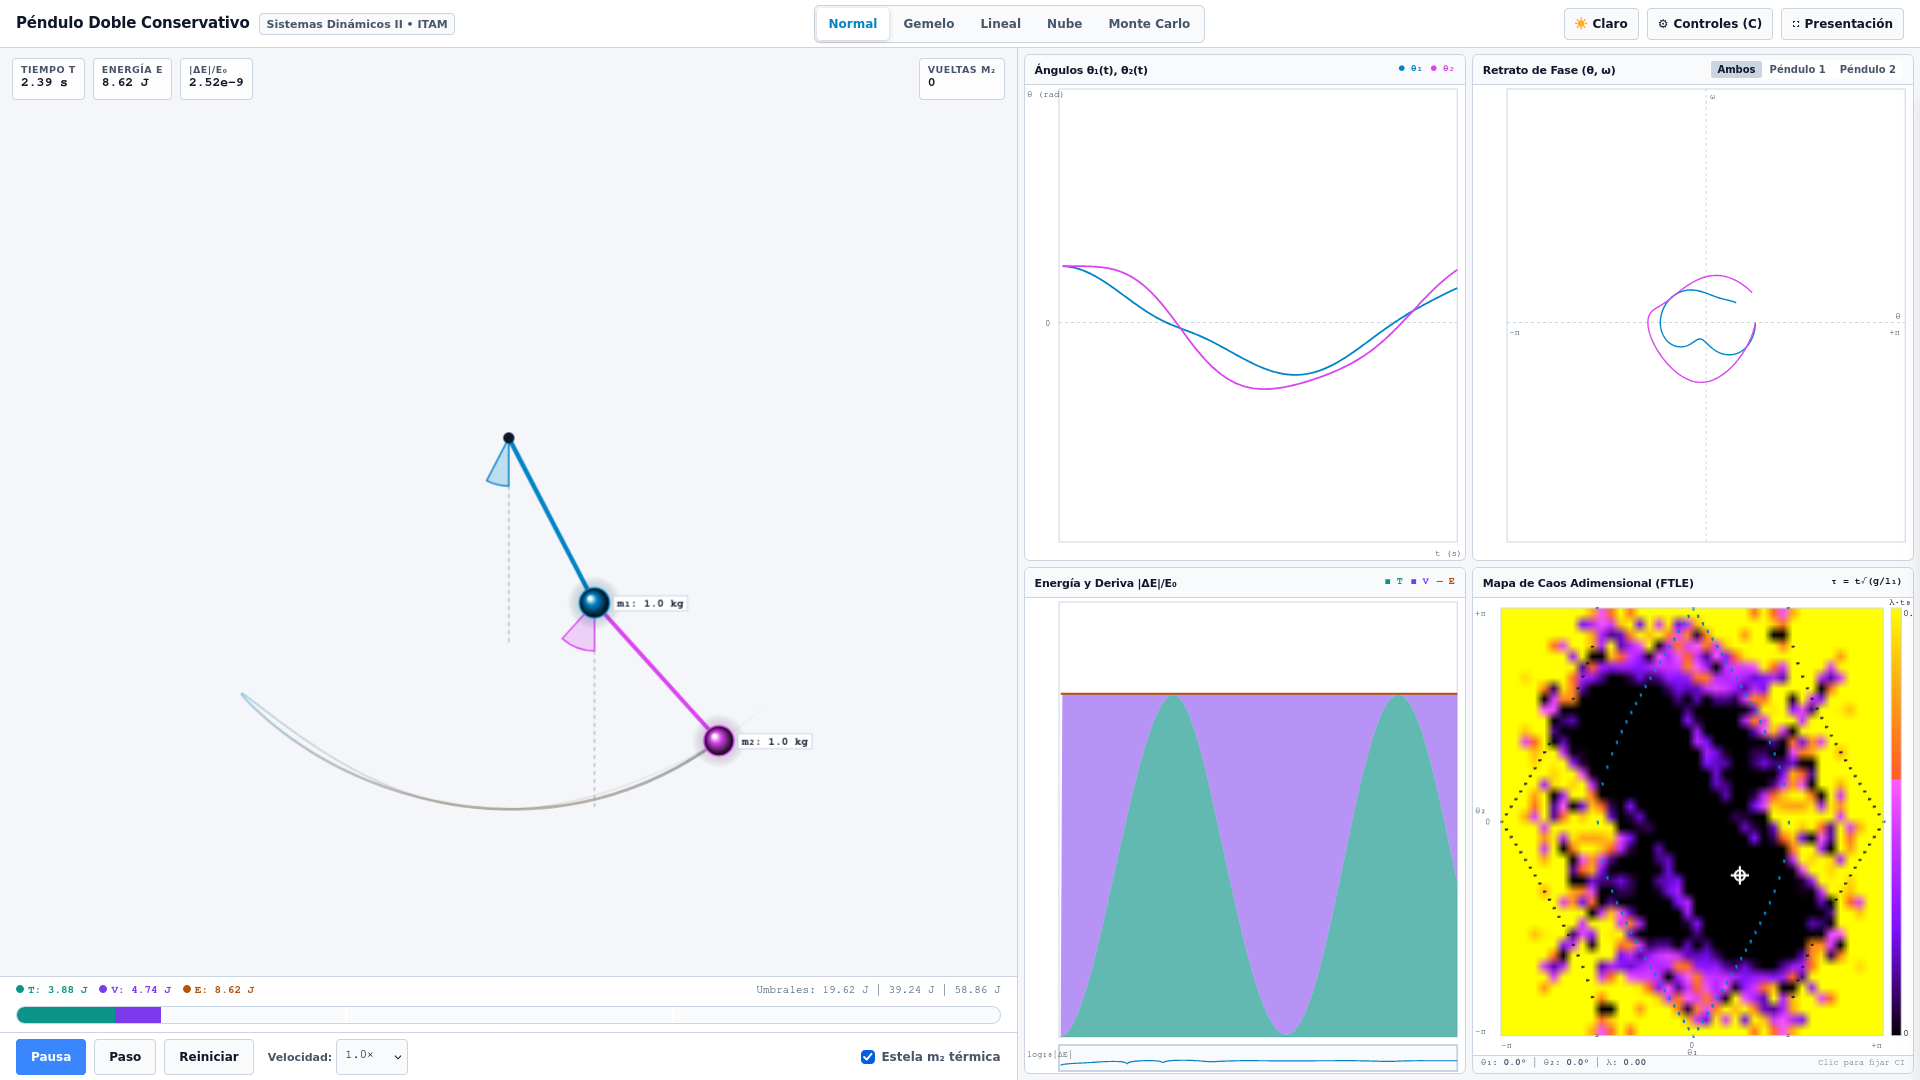 Péndulo Doble Conservativo
Sistemas Dinámicos II • ITAM
Normal Gemelo Lineal Nube Monte Carlo
☀ Claro
⚙ Controles (C)
∷ Presentación
TIEMPO T
2.39 s
ENERGÍA E
8.62 J
|ΔE|/E₀
2.52e−9
VUELTAS M₂
0
m₁: 1.0 kg
m₂: 1.0 kg
T: 3.88 J V: 4.74 J E: 8.62 J
Umbrales: 19.62 J | 39.24 J | 58.86 J
Pausa
Paso
Reiniciar
Velocidad: 1.0×
Estela m₂ térmica
Ángulos θ₁(t), θ₂(t)
θ₁ θ₂
θ (rad)
0
t (s)
Retrato de Fase (θ, ω)
Ambos Péndulo 1 Péndulo 2
ω
θ
−π
+π
Energía y Deriva |ΔE|/E₀
T V E
log₁₀|ΔE|
Mapa de Caos Adimensional (FTLE)
τ = t√(g/l₁)
+π
θ₂
0
−π
−π
0
+π
θ₁
0.
0
θ₁: 0.0° | θ₂: 0.0° | λ: 0.00
Clic para fijar CI